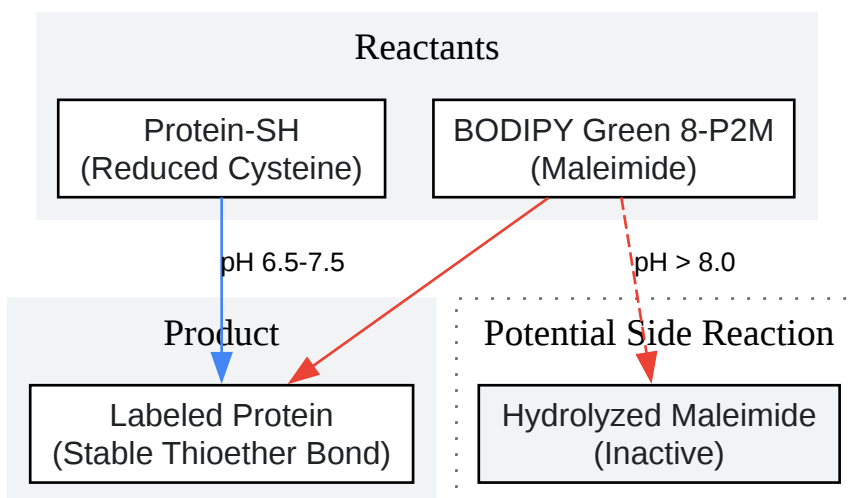 Reactants
Protein-SH
(Reduced Cysteine)
BODIPY Green 8-P2M
(Maleimide)
pH 6.5-7.5
pH > 8.0
Product
Potential Side Reaction
Labeled Protein
(Stable Thioether Bond)
Hydrolyzed Maleimide
(Inactive)